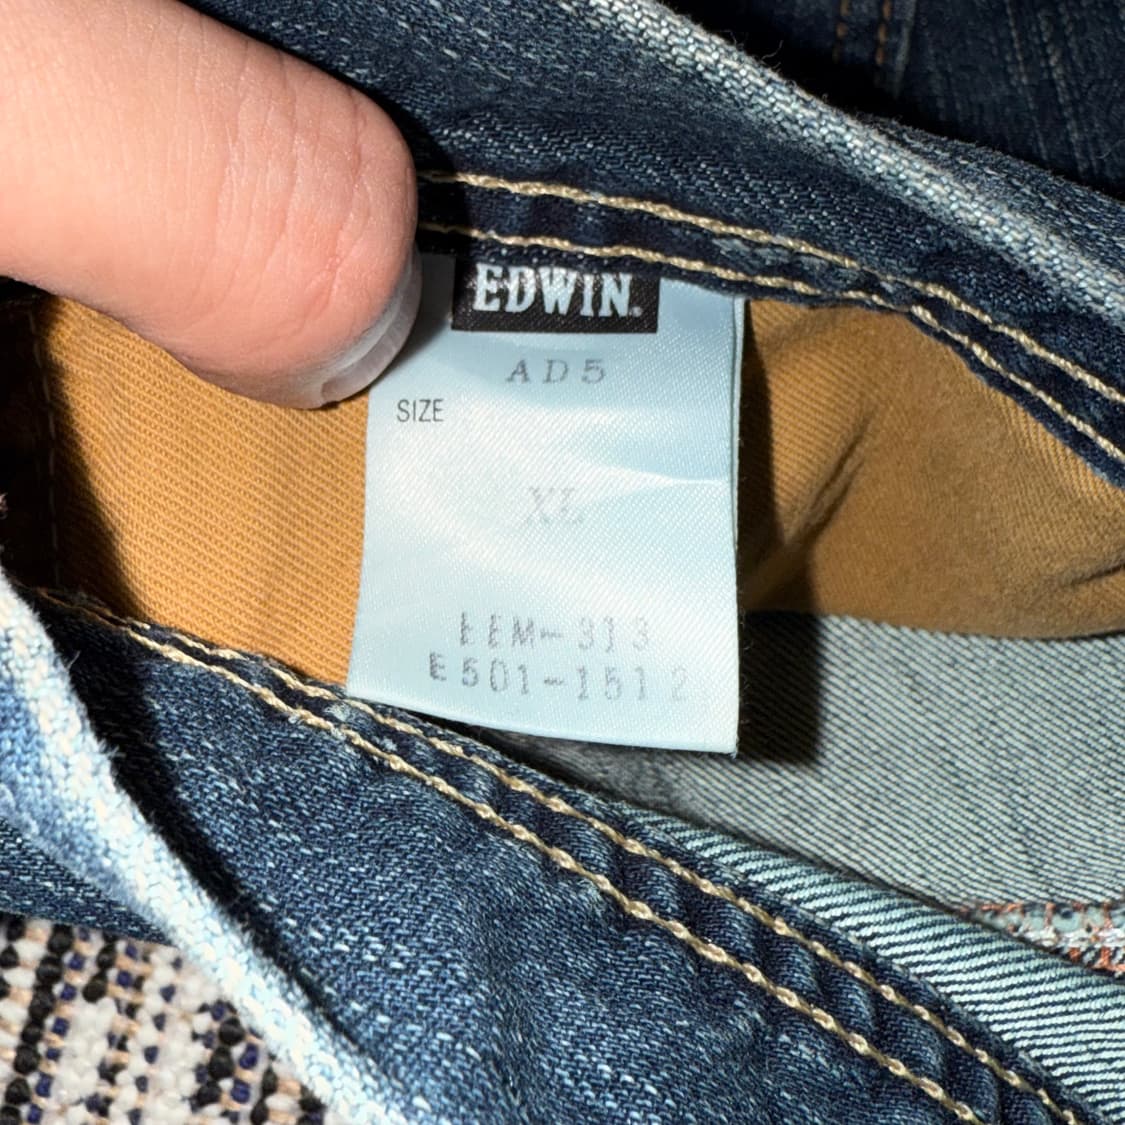 EDWIN.
AD5
SIZE
XL
EEM-313
E501-1512